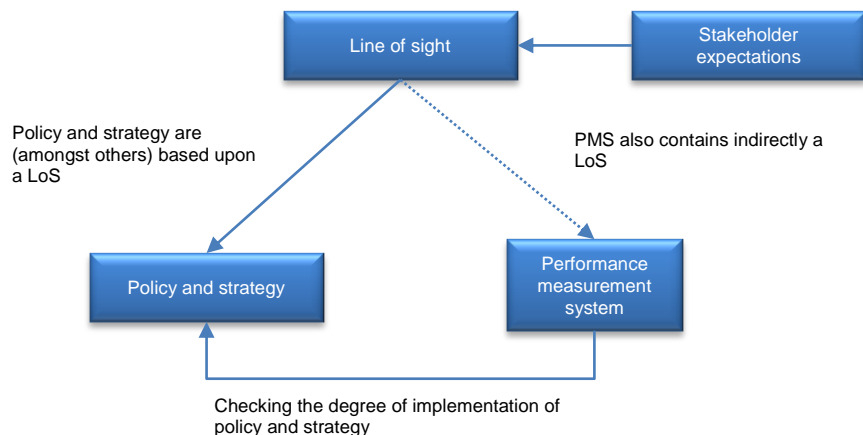 Line of sight
Stakeholder
expectations
Policy and strategy are
(amongst others) based upon
a LoS
PMS also contains indirectly a
LoS
Policy and strategy
Performance
measurement
system
Checking the degree of implementation of
policy and strategy